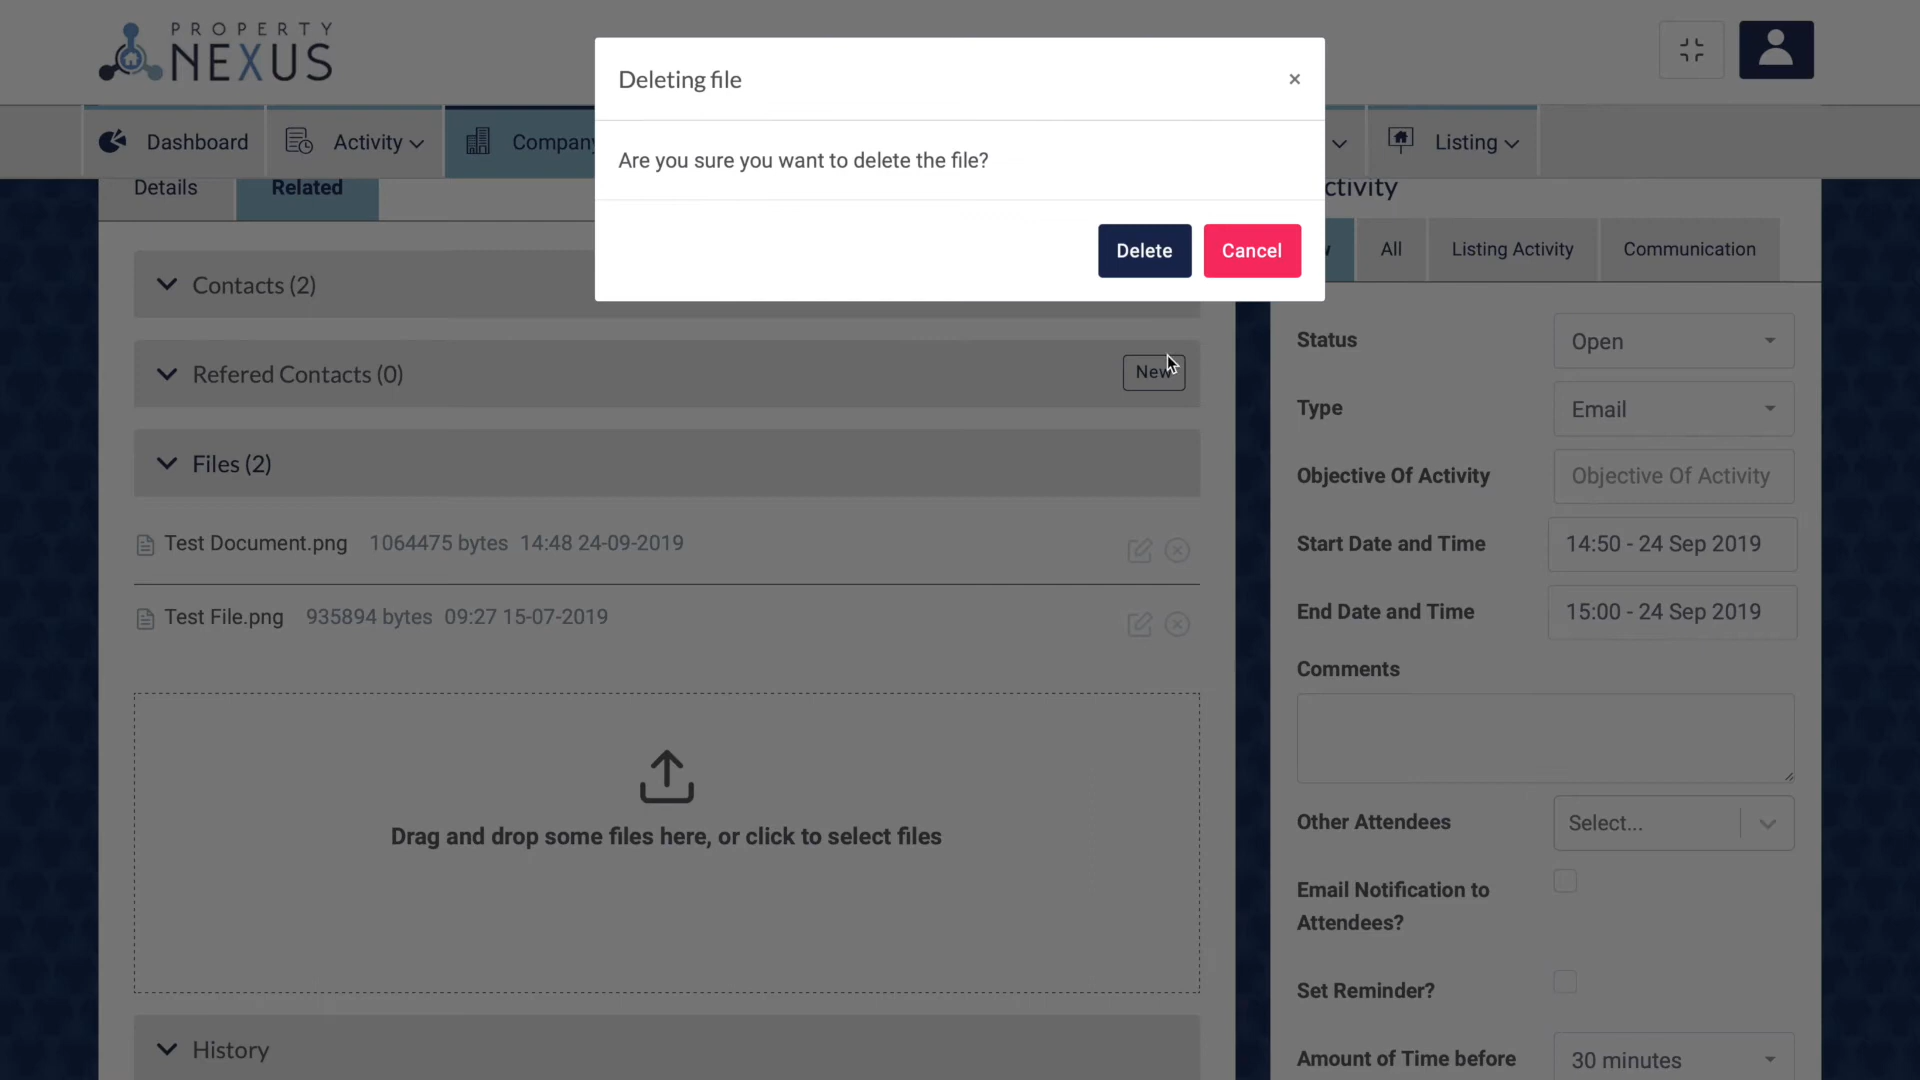 PROPERTY
NEXUS
Deleting file
×
Are you sure you want to delete the file?
Delete
Cancel
Dashboard
Activity
Company
Listing
Details
Related
ctivity
All
Listing Activity
Communication
Contacts (2)
Refered Contacts (0)
New
Files (2)
Test Document.png 1064475 bytes 14:48 24-09-2019
Test File.png 935894 bytes 09:27 15-07-2019
Drag and drop some files here, or click to select files
History
Status
Open
Type
Email
Objective Of Activity
Objective Of Activity
Start Date and Time
14:50 - 24 Sep 2019
End Date and Time
15:00 - 24 Sep 2019
Comments
Other Attendees
Select...
Email Notification to
Attendees?
Set Reminder?
Amount of Time before
30 minutes